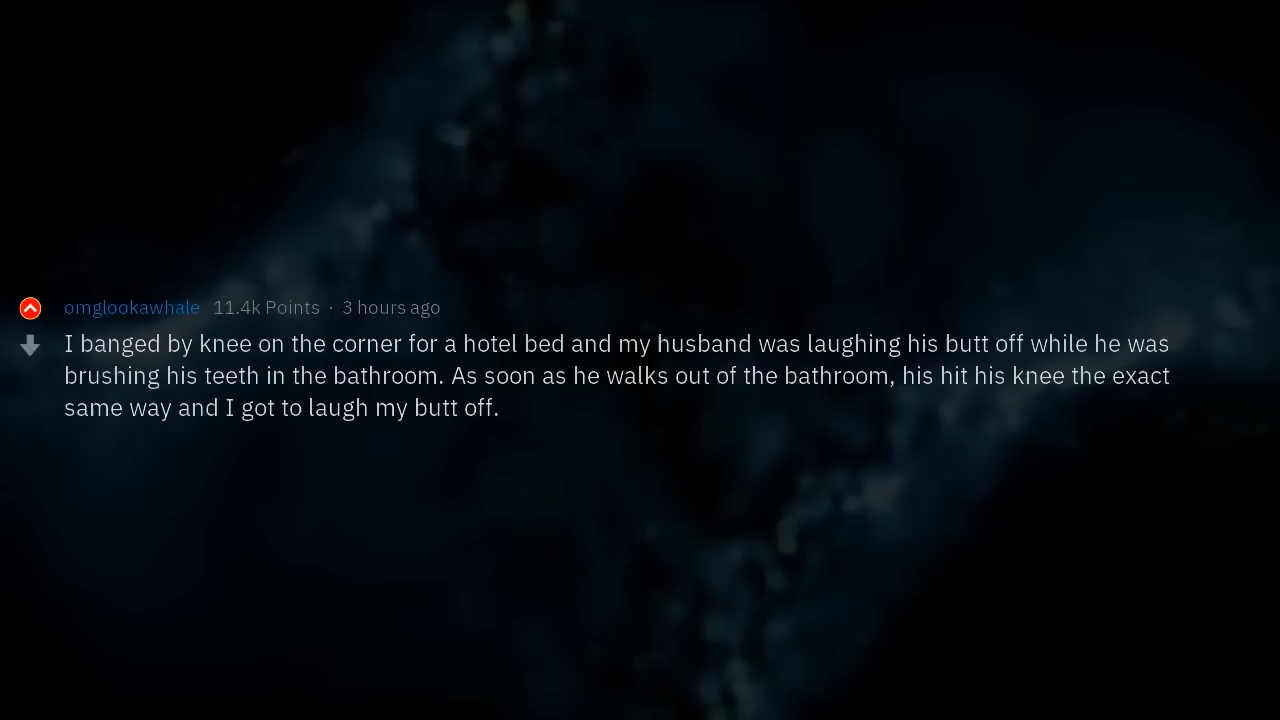 omglookawhale 11.4k Points · 3 hours ago
I banged by knee on the corner for a hotel bed and my husband was laughing his butt off while he was
brushing his teeth in the bathroom. As soon as he walks out of the bathroom, his hit his knee the exact
same way and I got to laugh my butt off.